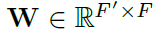 𝐖 ∈ ℝ^{F′×F}